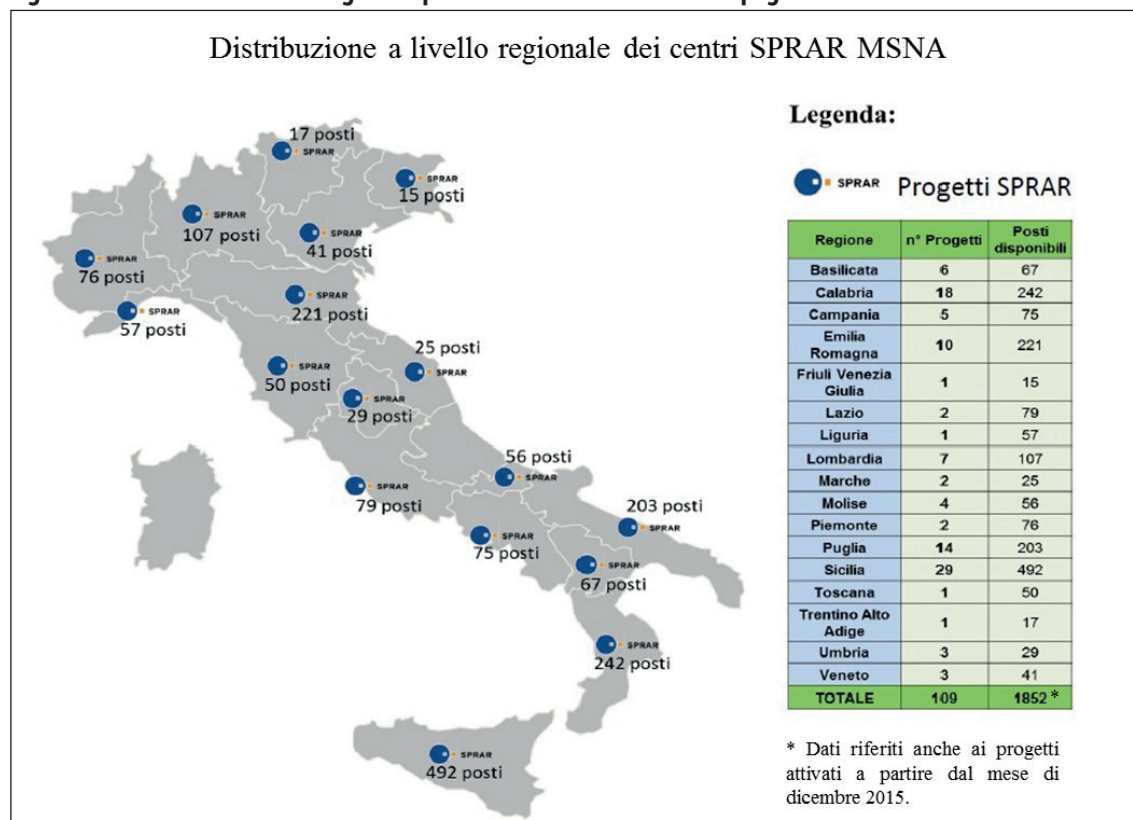 Distribuzione a livello regionale dei centri SPRAR MSNA
17 posti
SPRAR
SPRAR
15 posti
SPRAR
107 posti
SPRAR
41 posti
SPRAR
76 posti
SPRAR
57 posti
SPRAR
221 posti
25 posti
SPRAR
SPRAR
50 posti
SPRAR
29 posti
56 posti
SPRAR
SPRAR
79 posti
203 posti
SPRAR
SPRAR
75 posti
SPRAR
67 posti
SPRAR
242 posti
SPRAR
492 posti
Legenda:
SPRAR Progetti SPRAR
Regione n° Progetti Posti disponibili
Basilicata 6 67
Calabria 18 242
Campania 5 75
Emilia Romagna 10 221
Friuli Venezia Giulia 1 15
Lazio 2 79
Liguria 1 57
Lombardia 7 107
Marche 2 25
Molise 4 56
Piemonte 2 76
Puglia 14 203
Sicilia 29 492
Toscana 1 50
Trentino Alto Adige 1 17
Umbria 3 29
Veneto 3 41
TOTALE 109 1852 *
* Dati riferiti anche ai progetti
attivati a partire dal mese di
dicembre 2015.